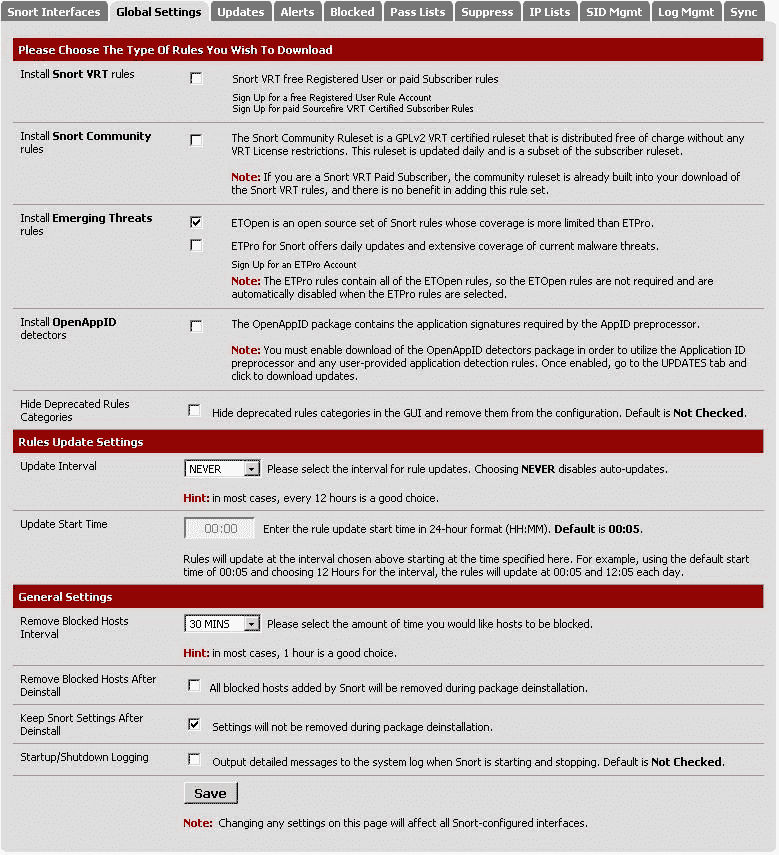 Snort Interfaces Global Settings Updates Alerts Blocked Pass Lists Suppress IP Lists SID Mgmt Log Mgmt Sync
Please Choose The Type Of Rules You Wish To Download
Install Snort VRT rules
Snort VRT free Registered User or paid Subscriber rules
Sign Up for a free Registered User Rule Account
Sign Up for paid Sourcefire VRT Certified Subscriber Rules
Install Snort Community
rules
The Snort Community Ruleset is a GPLv2 VRT certified ruleset that is distributed free of charge without any
VRT License restrictions. This ruleset is updated daily and is a subset of the subscriber ruleset.
Note: If you are a Snort VRT Paid Subscriber, the community ruleset is already built into your download of
the Snort VRT rules, and there is no benefit in adding this rule set.
Install Emerging Threats
rules
ETOpen is an open source set of Snort rules whose coverage is more limited than ETPro.
ETPro for Snort offers daily updates and extensive coverage of current malware threats.
Sign Up for an ETPro Account
Note: The ETPro rules contain all of the ETOpen rules, so the ETOpen rules are not required and are
automatically disabled when the ETPro rules are selected.
Install OpenAppID
detectors
The OpenAppID package contains the application signatures required by the AppID preprocessor.
Note: You must enable download of the OpenAppID detectors package in order to utilize the Application ID
preprocessor and any user-provided application detection rules. Once enabled, go to the UPDATES tab and
click to download updates.
Hide Deprecated Rules
Categories
Hide deprecated rules categories in the GUI and remove them from the configuration. Default is Not Checked.
Rules Update Settings
Update Interval
NEVER Please select the interval for rule updates. Choosing NEVER disables auto-updates.
Hint: in most cases, every 12 hours is a good choice.
Update Start Time
00:00 Enter the rule update start time in 24-hour format (HH:MM). Default is 00:05.
Rules will update at the interval chosen above starting at the time specified here. For example, using the default start
time of 00:05 and choosing 12 Hours for the interval, the rules will update at 00:05 and 12:05 each day.
General Settings
Remove Blocked Hosts
Interval
30 MINS Please select the amount of time you would like hosts to be blocked.
Hint: in most cases, 1 hour is a good choice.
Remove Blocked Hosts After
Deinstall
All blocked hosts added by Snort will be removed during package deinstallation.
Keep Snort Settings After
Deinstall
Settings will not be removed during package deinstallation.
Startup/Shutdown Logging
Output detailed messages to the system log when Snort is starting and stopping. Default is Not Checked.
Save
Note: Changing any settings on this page will affect all Snort-configured interfaces.